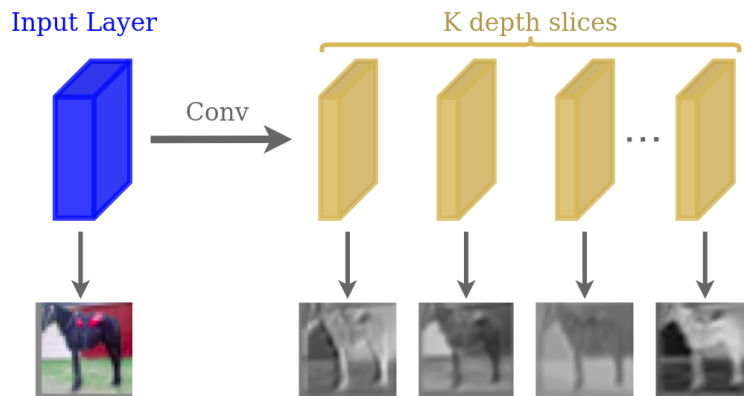 Input Layer
K depth slices
Conv
...